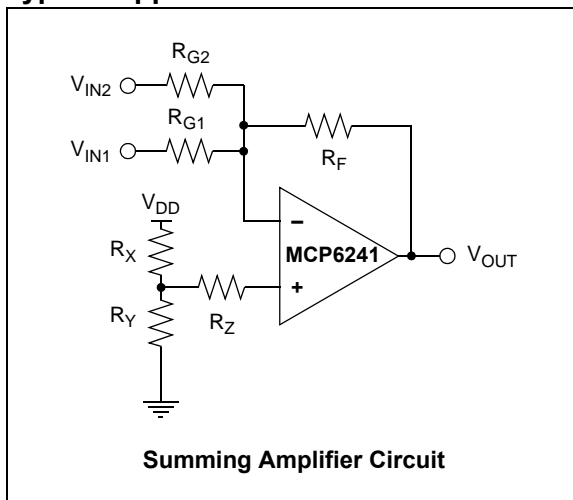 R_G2
V_IN2
R_G1
V_IN1
R_F
V_DD
R_X
−
MCP6241
V_OUT
+
R_Y
R_Z
Summing Amplifier Circuit